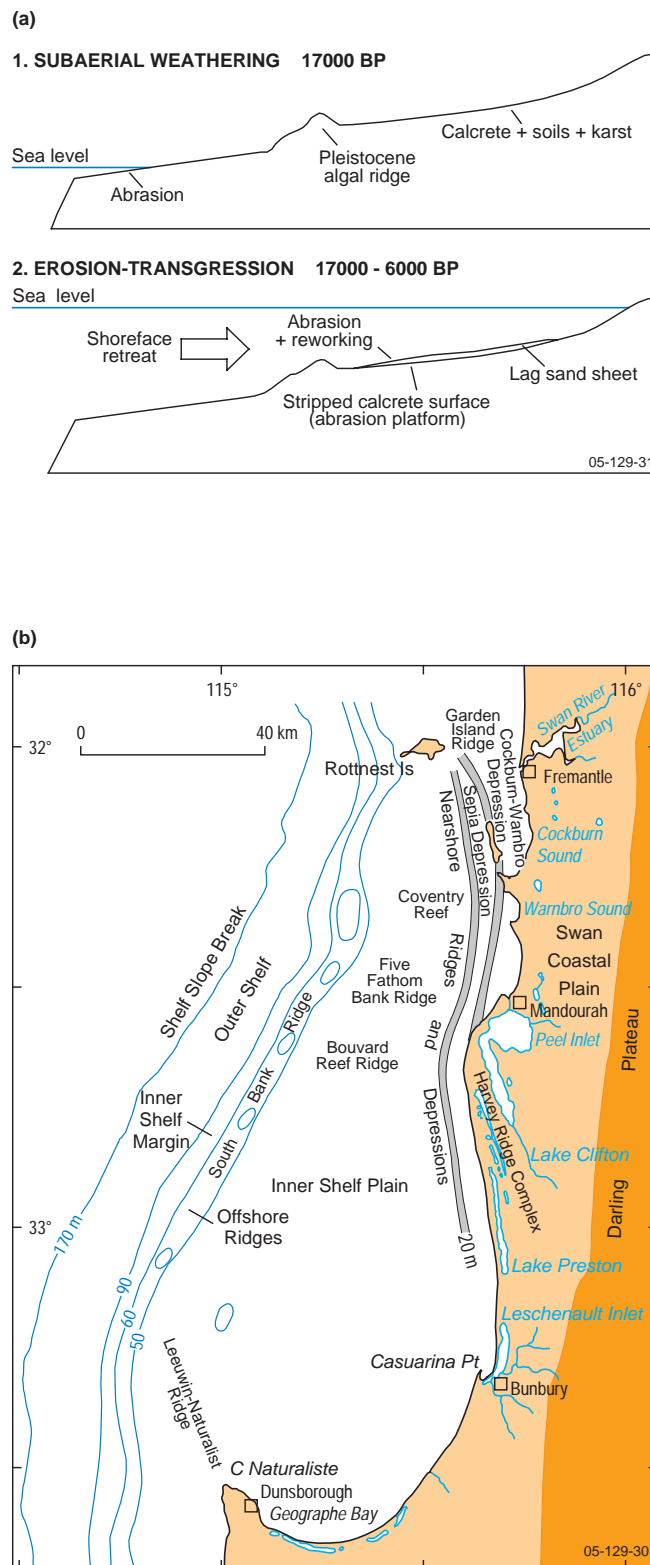 (a)
1. SUBAERIAL WEATHERING 17000 BP
Sea level
Abrasion
Pleistocene
algal ridge
Calcrete + soils + karst
2. EROSION-TRANSGRESSION 17000 - 6000 BP
Sea level
Shoreface
retreat
Abrasion
+ reworking
Lag sand sheet
Stripped calcrete surface
(abrasion platform)
05-129-31
(b)
115°
116°
0
40 km
32°
Rottnest Is
Garden
Island
Ridge
Cockburn-Warnbro
Depression
Sepia Depression
Nearshore
Ridges
and
Depressions
Swan River
Estuary
Fremantle
Cockburn
Sound
Coventry
Reef
Warnbro Sound
Swan
Coastal
Plain
Mandourah
Peel Inlet
Plateau
Darling
Shelf Slope Break
Outer Shelf
Five
Fathom
Bank Ridge
Bouvard
Reef Ridge
South
Bank
Ridge
Inner
Shelf
Margin
Inner Shelf Plain
Offshore
Ridges
Harvey Ridge Complex
Lake Clifton
33°
170 m
90
60
50
20 m
Lake Preston
Leschenault Inlet
Casuarina Pt
Bunbury
Leeuwin-Naturalist
Ridge
C Naturaliste
Dunsborough
Geographe Bay
05-129-30